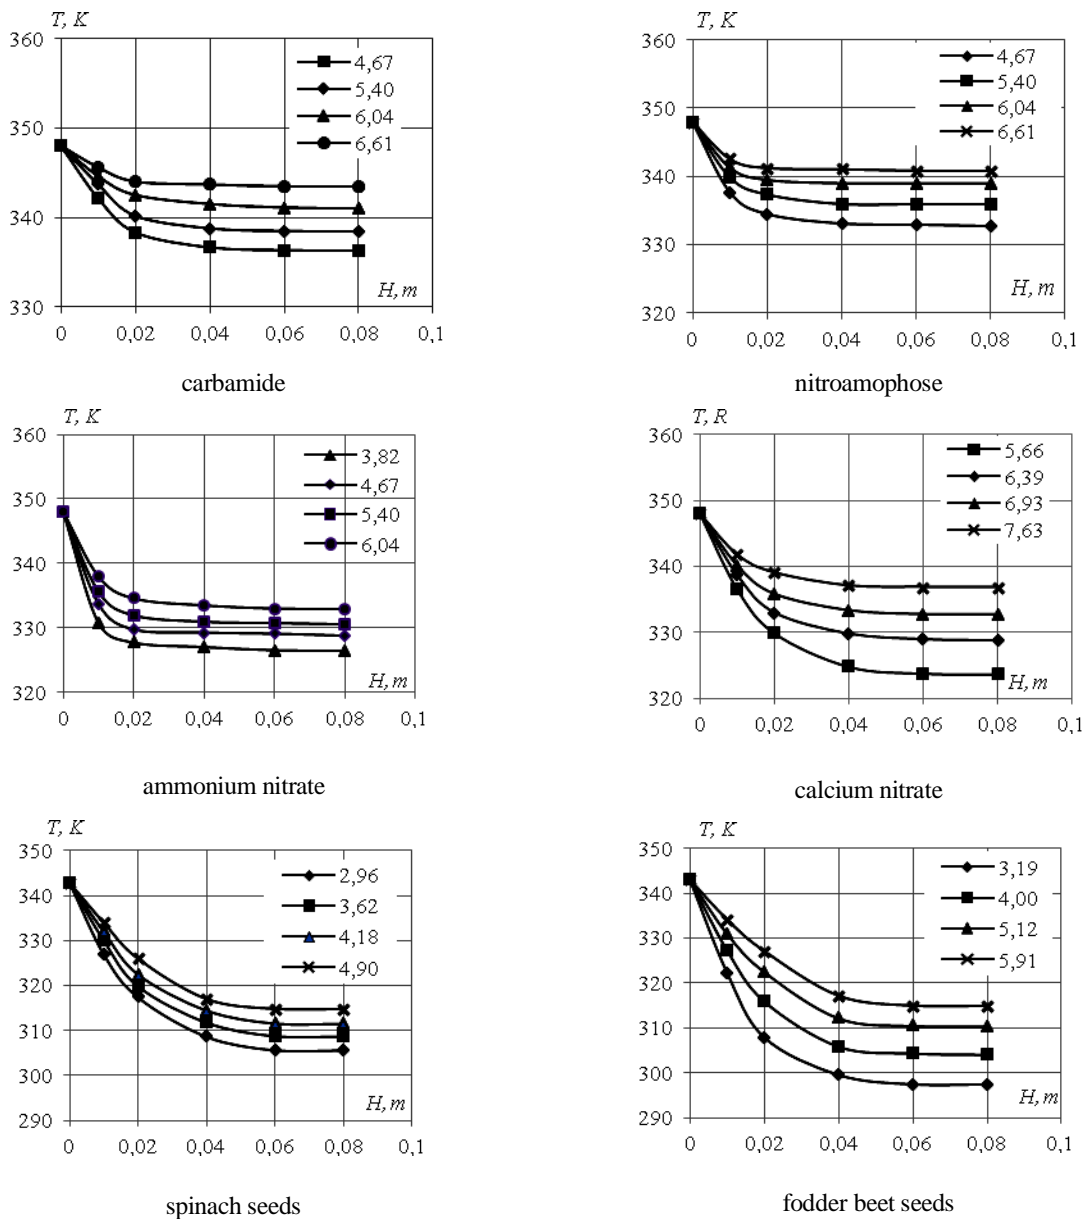 T, K
360
350
340
330
4,67
5,40
6,04
6,61
H, m
0 0,02 0,04 0,06 0,08 0,1
carbamide
T, K
360
350
340
330
320
4,67
5,40
6,04
6,61
H, m
0 0,02 0,04 0,06 0,08 0,1
nitroamophose
T, K
360
350
340
330
320
3,82
4,67
5,40
6,04
H, m
0 0,02 0,04 0,06 0,08 0,1
ammonium nitrate
T, R
360
350
340
330
320
5,66
6,39
6,93
7,63
H, m
0 0,02 0,04 0,06 0,08 0,1
calcium nitrate
T, K
350
340
330
320
310
300
290
2,96
3,62
4,18
4,90
H, m
0 0,02 0,04 0,06 0,08 0,1
spinach seeds
T, K
350
340
330
320
310
300
290
3,19
4,00
5,12
5,91
H, m
0 0,02 0,04 0,06 0,08 0,1
fodder beet seeds